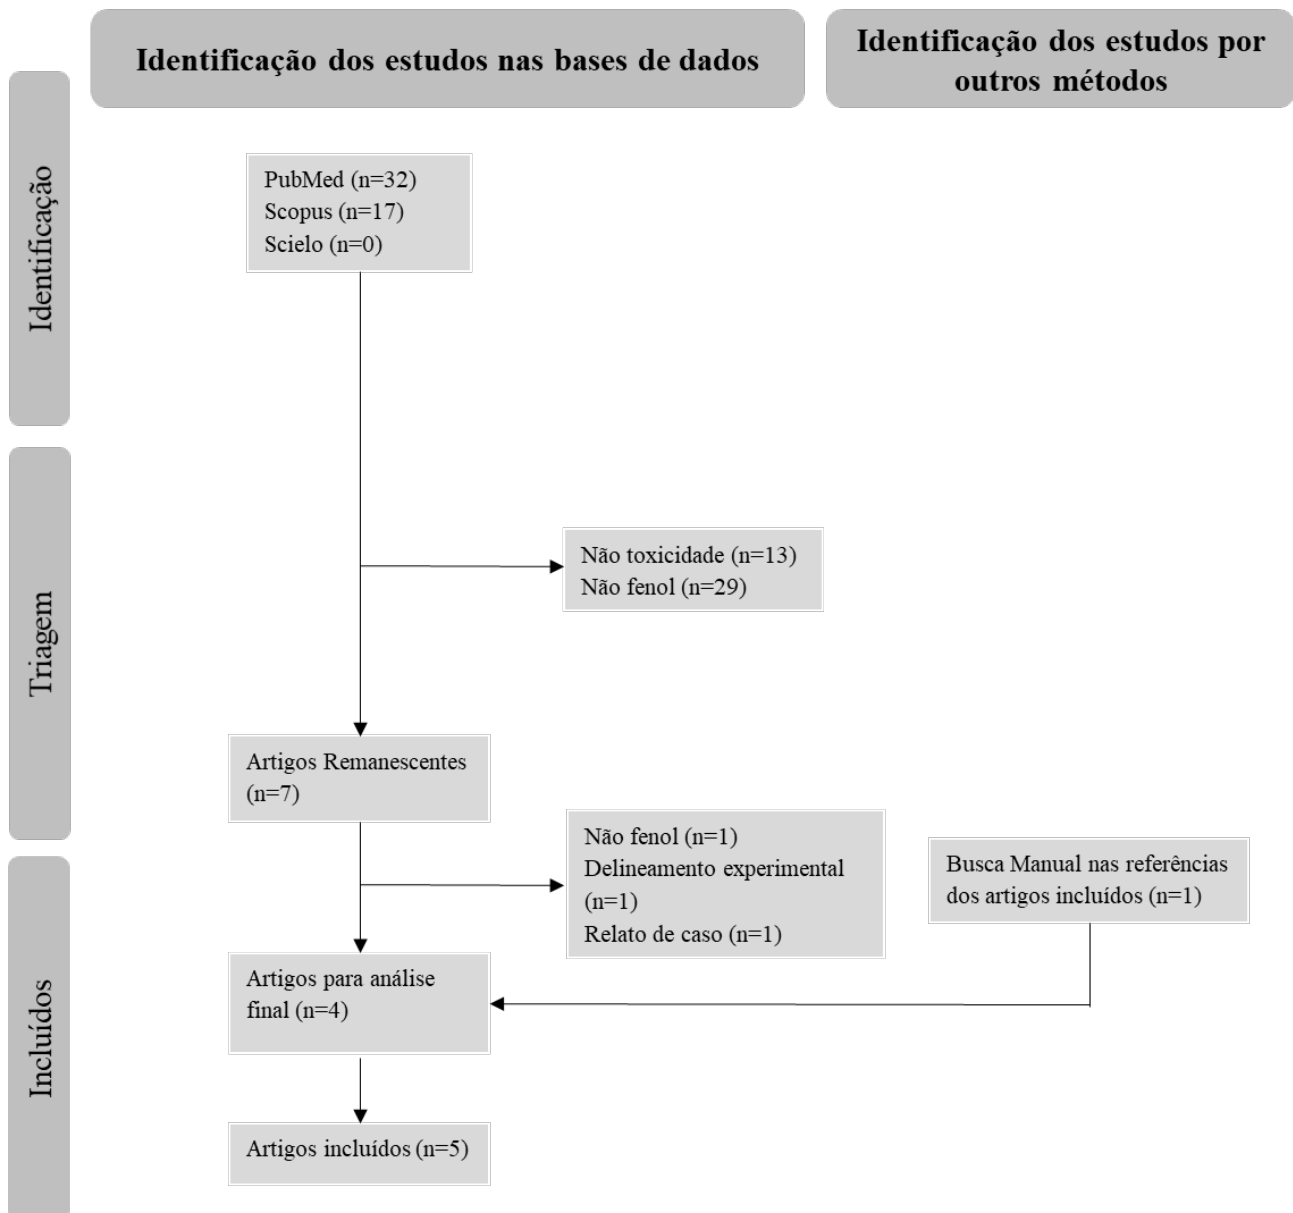 Identificação dos estudos nas bases de dados
Identificação dos estudos por
outros métodos
Identificação
PubMed (n=32)
Scopus (n=17)
Scielo (n=0)
Triagem
Não toxicidade (n=13)
Não fenol (n=29)
Artigos Remanescentes
(n=7)
Não fenol (n=1)
Delineamento experimental
(n=1)
Relato de caso (n=1)
Busca Manual nas referências
dos artigos incluídos (n=1)
Incluídos
Artigos para análise
final (n=4)
Artigos incluídos (n=5)